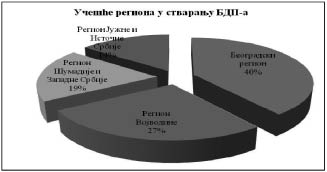 Учешће региона у стварању БДП-а
Регион Јужне и
Источне
Србије
Београдски
регион
40%
Регион
Шумадије и
Западне Србије
19%
Регион
Војводине
27%